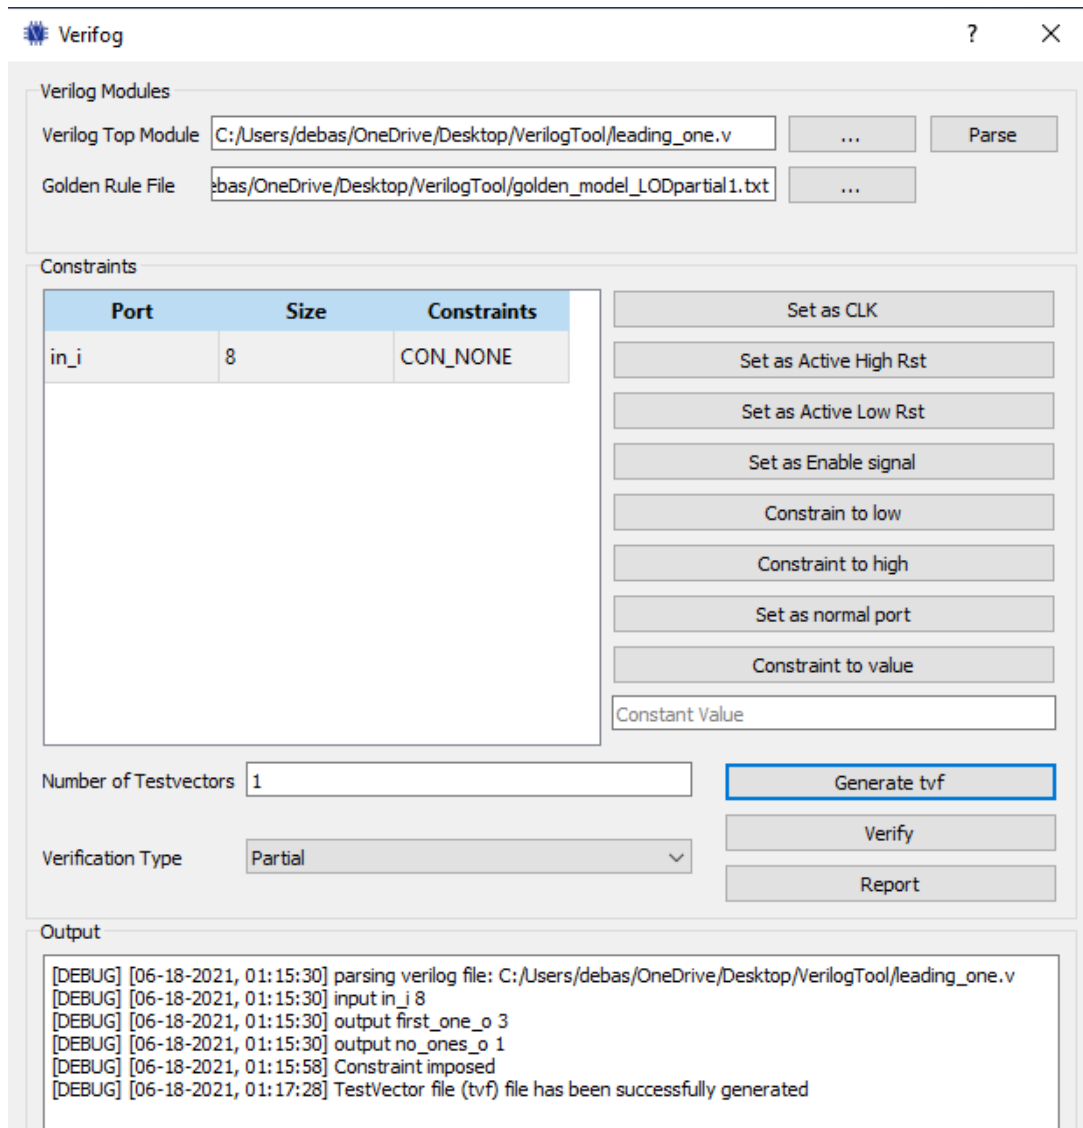 Verifog ? ×
Verilog Modules
Verilog Top Module C:/Users/debas/OneDrive/Desktop/VerilogTool/leading_one.v ... Parse
Golden Rule File ebas/OneDrive/Desktop/VerilogTool/golden_model_LODpartial1.txt ...
Constraints
Port Size Constraints
in_i 8 CON_NONE
Set as CLK
Set as Active High Rst
Set as Active Low Rst
Set as Enable signal
Constrain to low
Constraint to high
Set as normal port
Constraint to value
Constant Value
Number of Testvectors 1
Generate tvf
Verify
Verification Type Partial
Report
Output
[DEBUG] [06-18-2021, 01:15:30] parsing verilog file: C:/Users/debas/OneDrive/Desktop/VerilogTool/leading_one.v
[DEBUG] [06-18-2021, 01:15:30] input in_i 8
[DEBUG] [06-18-2021, 01:15:30] output first_one_o 3
[DEBUG] [06-18-2021, 01:15:30] output no_ones_o 1
[DEBUG] [06-18-2021, 01:15:58] Constraint imposed
[DEBUG] [06-18-2021, 01:17:28] TestVector file (tvf) file has been successfully generated